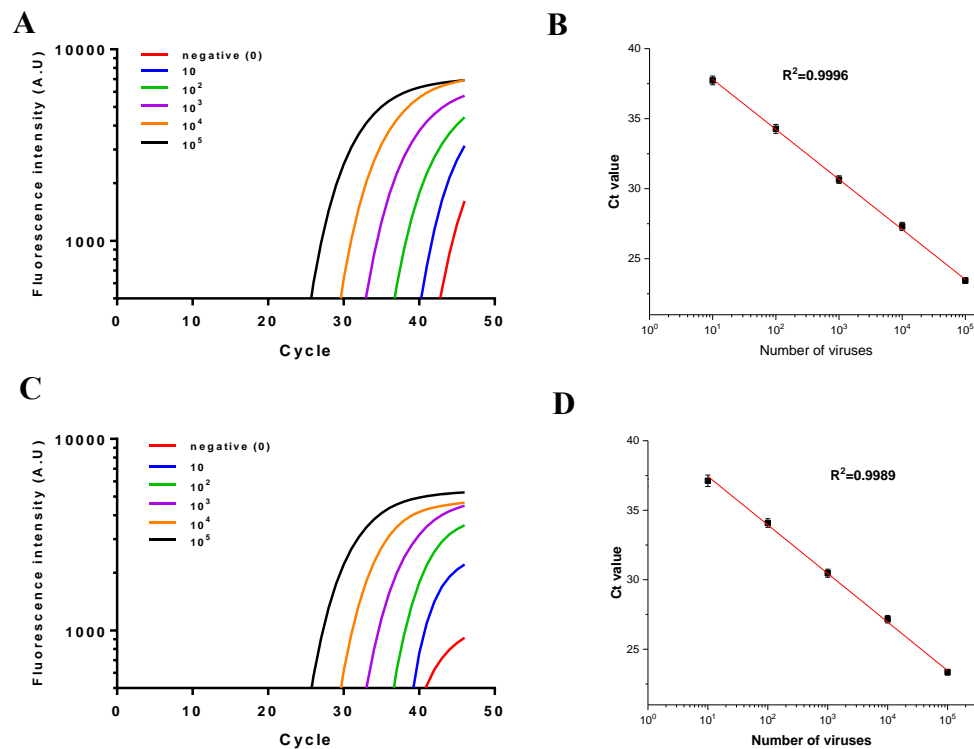 A
Fluorescence intensity (A.U)
10000
1000
negative (0)
10
10²
10³
10⁴
10⁵
0 10 20 30 40 50
Cycle
B
Ct value
40
35
30
25
R²=0.9996
10⁰ 10¹ 10² 10³ 10⁴ 10⁵
Number of viruses
C
Fluorescence intensity (A.U)
10000
1000
negative (0)
10
10²
10³
10⁴
10⁵
0 10 20 30 40 50
Cycle
D
Ct value
40
35
30
25
R²=0.9989
10⁰ 10¹ 10² 10³ 10⁴ 10⁵
Number of viruses